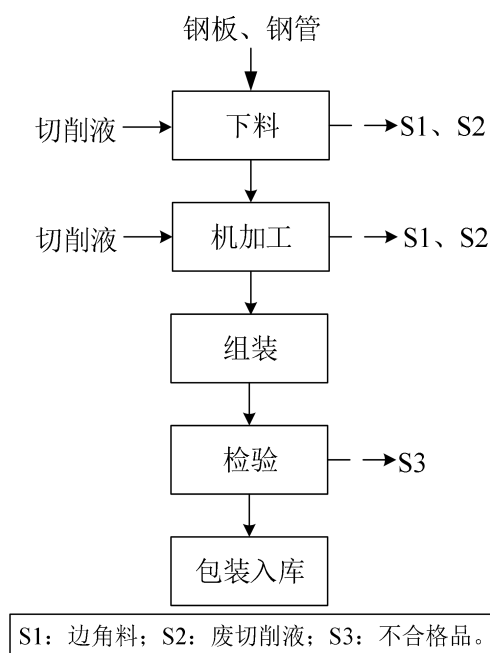 钢板、钢管
切削液
下料
S1、S2
切削液
机加工
S1、S2
组装
检验
S3
包装入库
S1：边角料；S2：废切削液；S3：不合格品。